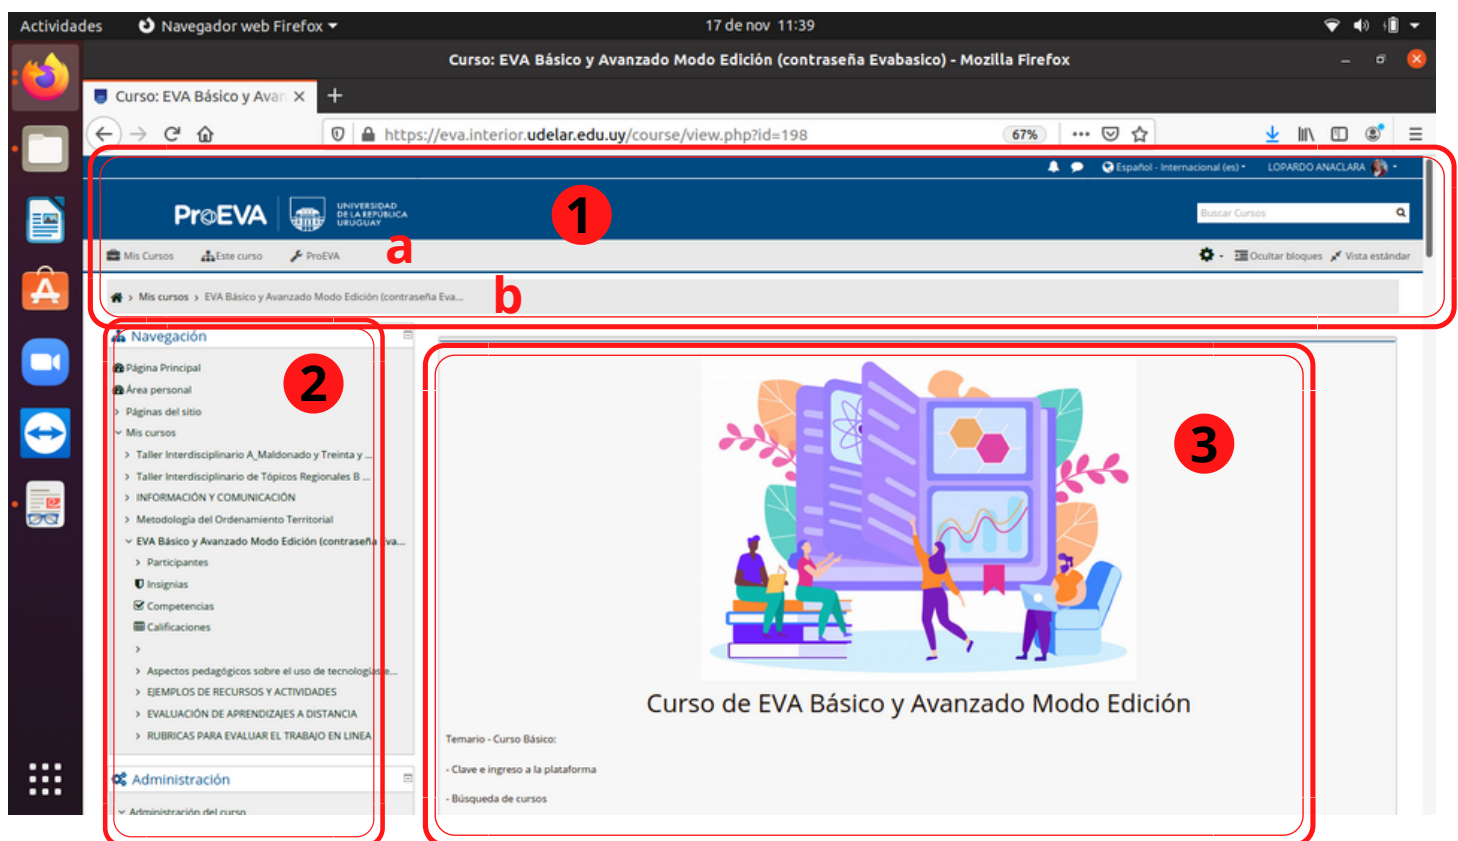 Actividades Navegador web Firefox 17 de nov 11:39
Curso: EVA Básico y Avanzado Modo Edición (contraseña Evabasico) - Mozilla Firefox
Curso: EVA Básico y Avan
https://eva.interior.udelar.edu.uy/course/view.php?id=198 67%
Español - Internacional (es) LOPARDO ANACLARA
ProEVA UNIVERSIDAD
DE LA REPÚBLICA
URUGUAY
1
Buscar Cursos
Mis Cursos Este curso ProEVA a Ocultar bloques Vista estándar
Mis cursos > EVA Básico y Avanzado Modo Edición (contraseña Eva... b
Navegación
2
Página Principal
Área personal
Páginas del sitio
Mis cursos
Taller Interdisciplinario A_Maldonado y Treinta y ...
Taller Interdisciplinario de Tópicos Regionales B ...
INFORMACIÓN Y COMUNICACIÓN
Metodología del Ordenamiento Territorial
EVA Básico y Avanzado Modo Edición (contraseña Eva...
Participantes
Insignias
Competencias
Calificaciones
Aspectos pedagógicos sobre el uso de tecnologías e...
EJEMPLOS DE RECURSOS Y ACTIVIDADES
EVALUACIÓN DE APRENDIZAJES A DISTANCIA
RUBRICAS PARA EVALUAR EL TRABAJO EN LINEA
Administración
Administración del curso
3
Curso de EVA Básico y Avanzado Modo Edición
Temario - Curso Básico:
- Clave e ingreso a la plataforma
- Búsqueda de cursos